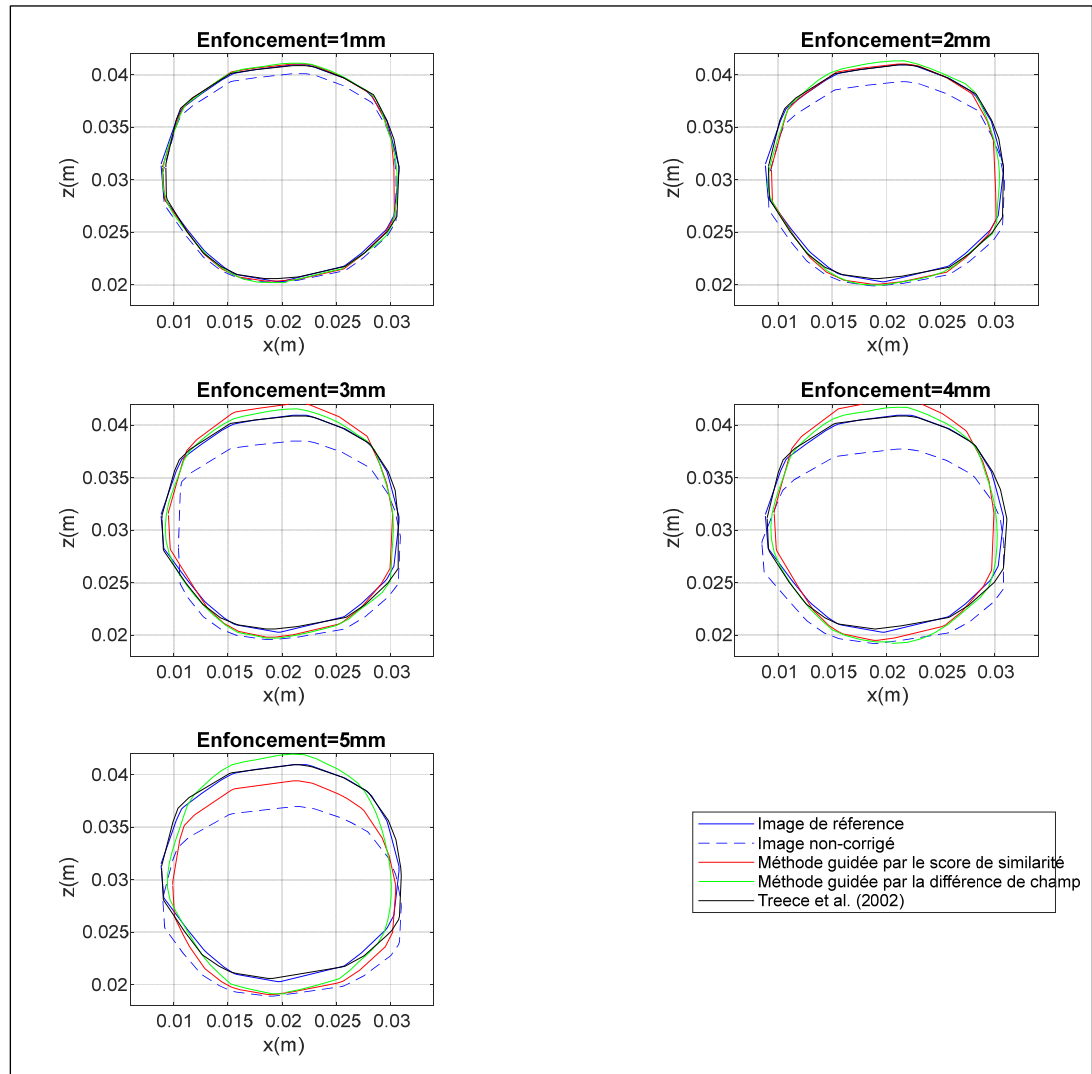 Enfoncement=1mm
0.04
0.035
0.03
0.025
0.02
z(m)
0.01 0.015 0.02 0.025 0.03
x(m)
Enfoncement=2mm
0.04
0.035
0.03
0.025
0.02
z(m)
0.01 0.015 0.02 0.025 0.03
x(m)
Enfoncement=3mm
0.04
0.035
0.03
0.025
0.02
z(m)
0.01 0.015 0.02 0.025 0.03
x(m)
Enfoncement=4mm
0.04
0.035
0.03
0.025
0.02
z(m)
0.01 0.015 0.02 0.025 0.03
x(m)
Enfoncement=5mm
0.04
0.035
0.03
0.025
0.02
z(m)
0.01 0.015 0.02 0.025 0.03
x(m)
Image de réference
Image non-corrigé
Méthode guidée par le score de similarité
Méthode guidée par la différence de champ
Treece et al. (2002)